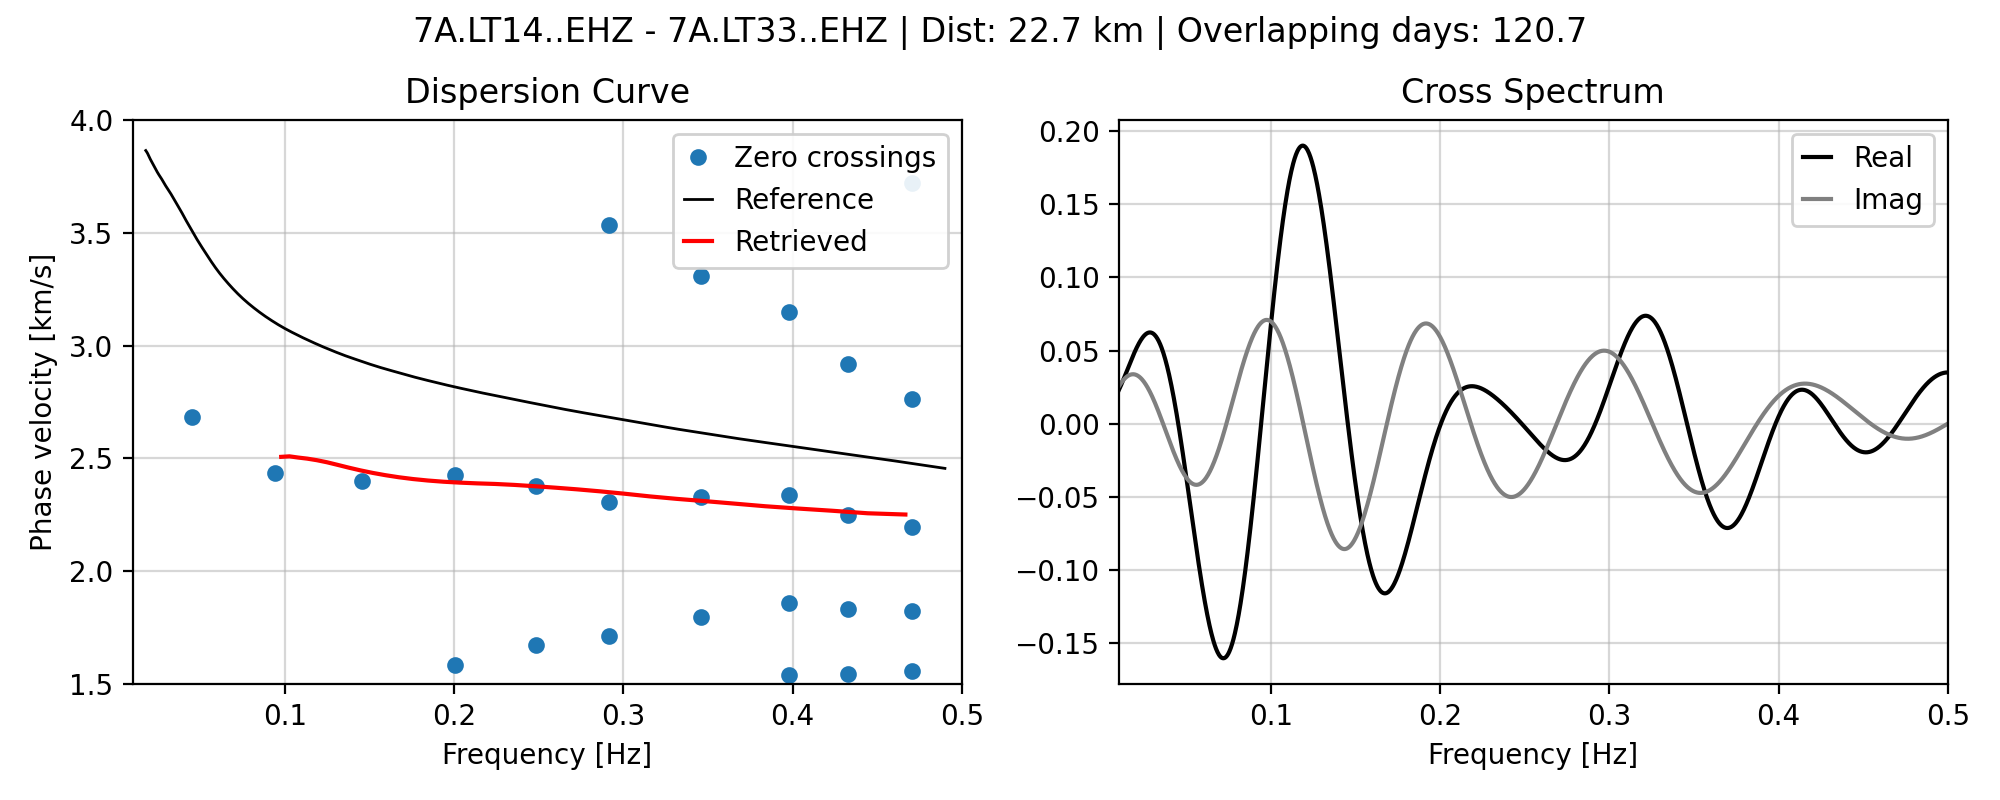 7A.LT14..EHZ - 7A.LT33..EHZ | Dist: 22.7 km | Overlapping days: 120.7
Dispersion Curve
Phase velocity [km/s]
4.0
3.5
3.0
2.5
2.0
1.5
Zero crossings
Reference
Retrieved
0.1
0.2
0.3
0.4
0.5
Frequency [Hz]
Cross Spectrum
0.20
0.15
0.10
0.05
0.00
−0.05
−0.10
−0.15
Real
Imag
0.1
0.2
0.3
0.4
0.5
Frequency [Hz]